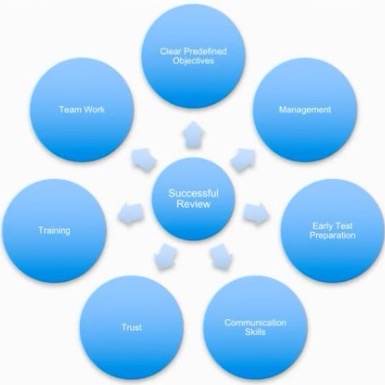 Clear Predefined
Objectives
Team Work
Management
Successful
Review
Training
Early Test
Preparation
Trust
Communication
Skills